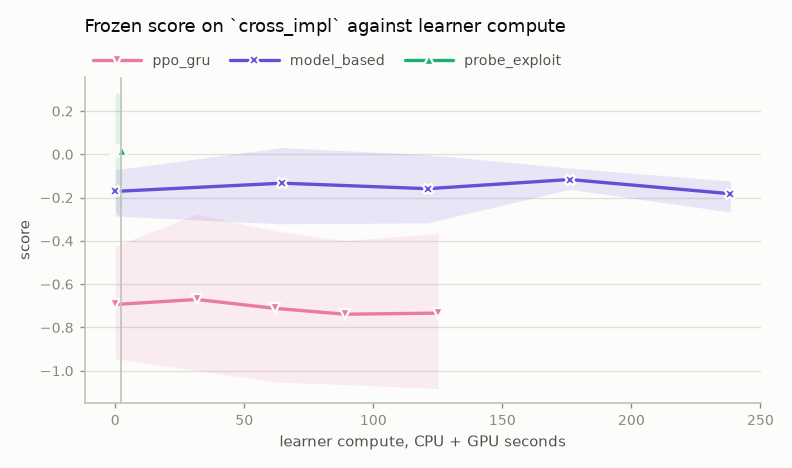 Frozen score on `cross_impl` against learner compute
ppo_gru
model_based
probe_exploit
0.2
0.0
−0.2
−0.4
−0.6
−0.8
−1.0
score
0
50
100
150
200
250
learner compute, CPU + GPU seconds